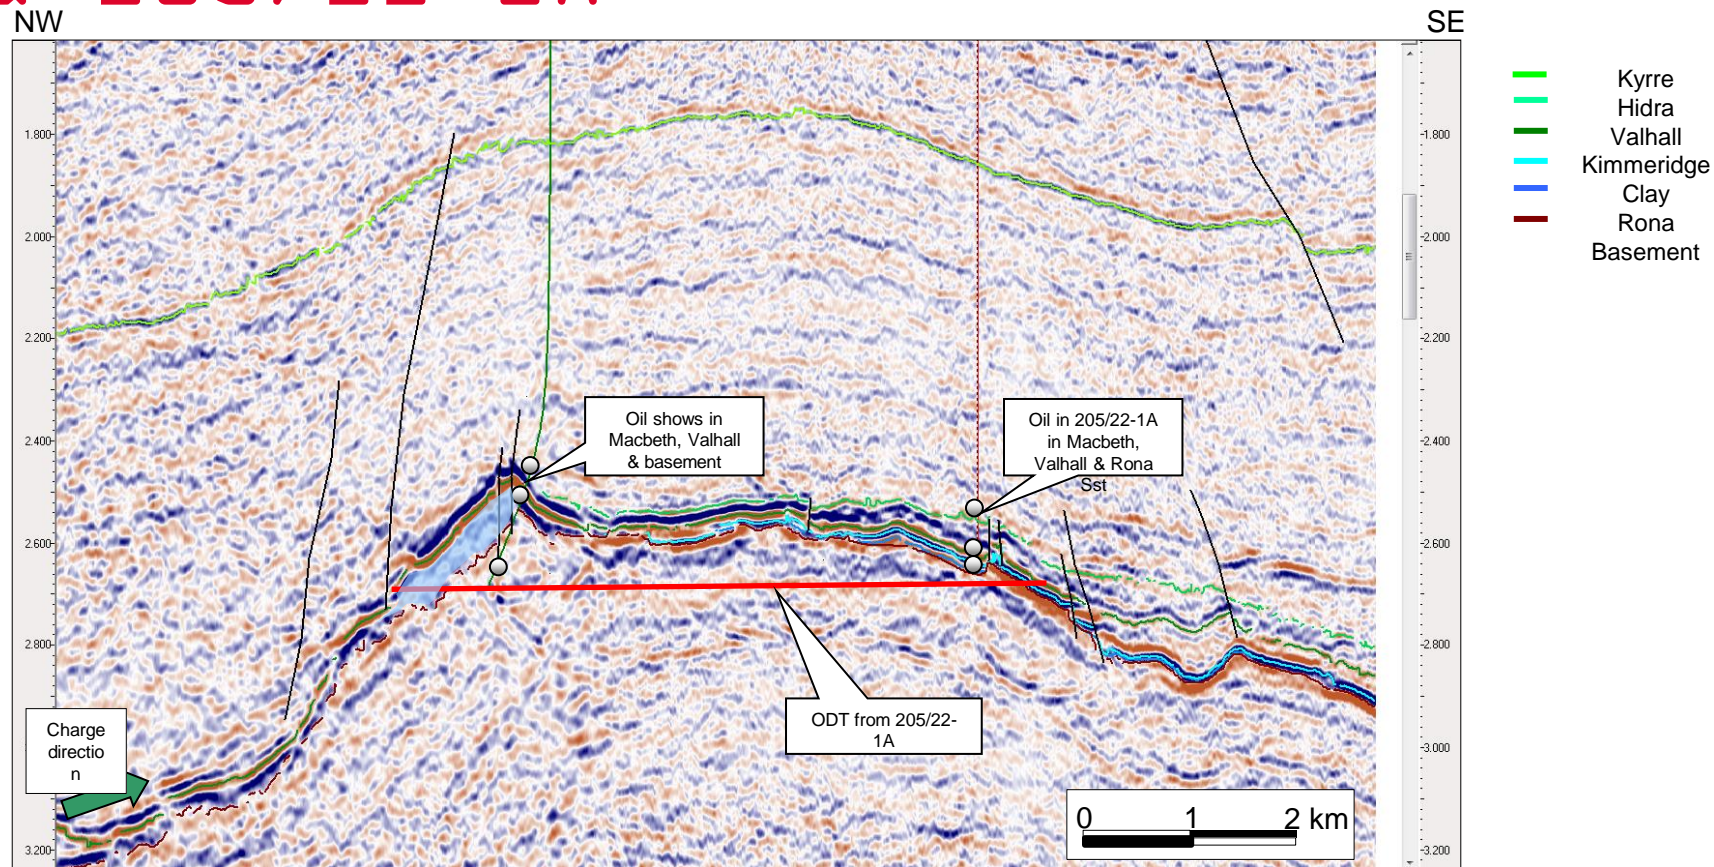 NW
SE
Kyrre
Hidra
Valhall
Kimmeridge
Clay
Rona
Basement
1.800
2.000
2.200
2.400
2.600
2.800
3.200
1.800
2.000
2.200
2.400
2.600
2.800
3.000
3.200
Oil shows in
Macbeth, Valhall
& basement
Oil in 205/22-1A
in Macbeth,
Valhall & Rona
Sst
ODT from 205/22-
1A
Charge
directio
n
0 1 2 km